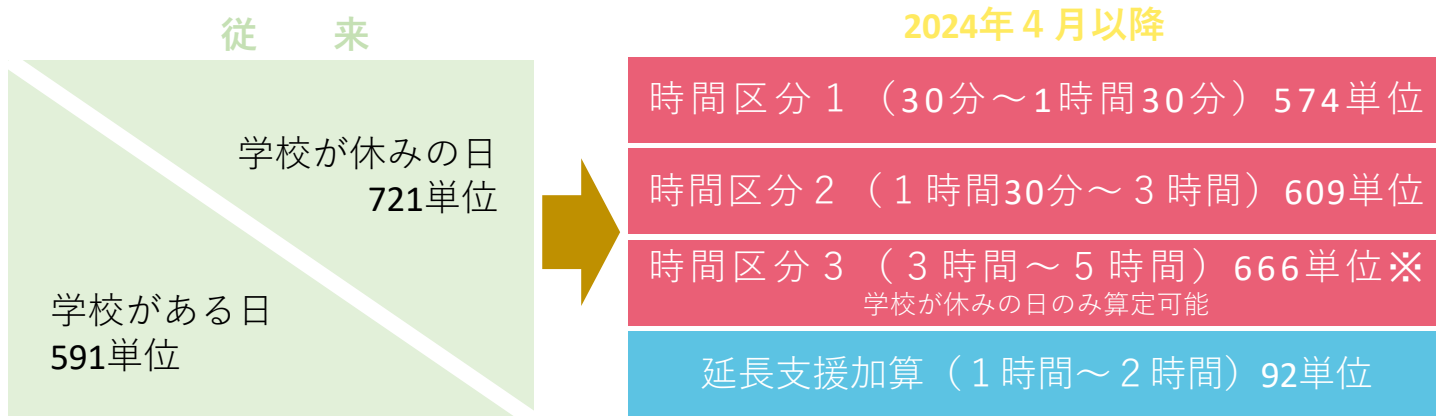 従　来
学校が休みの日
721単位
学校がある日
591単位
2024年４月以降
時間区分１（30分～1時間30分）574単位
時間区分２（１時間30分～３時間）609単位
時間区分３（３時間～５時間）666単位※
学校が休みの日のみ算定可能
延長支援加算（１時間～２時間）92単位